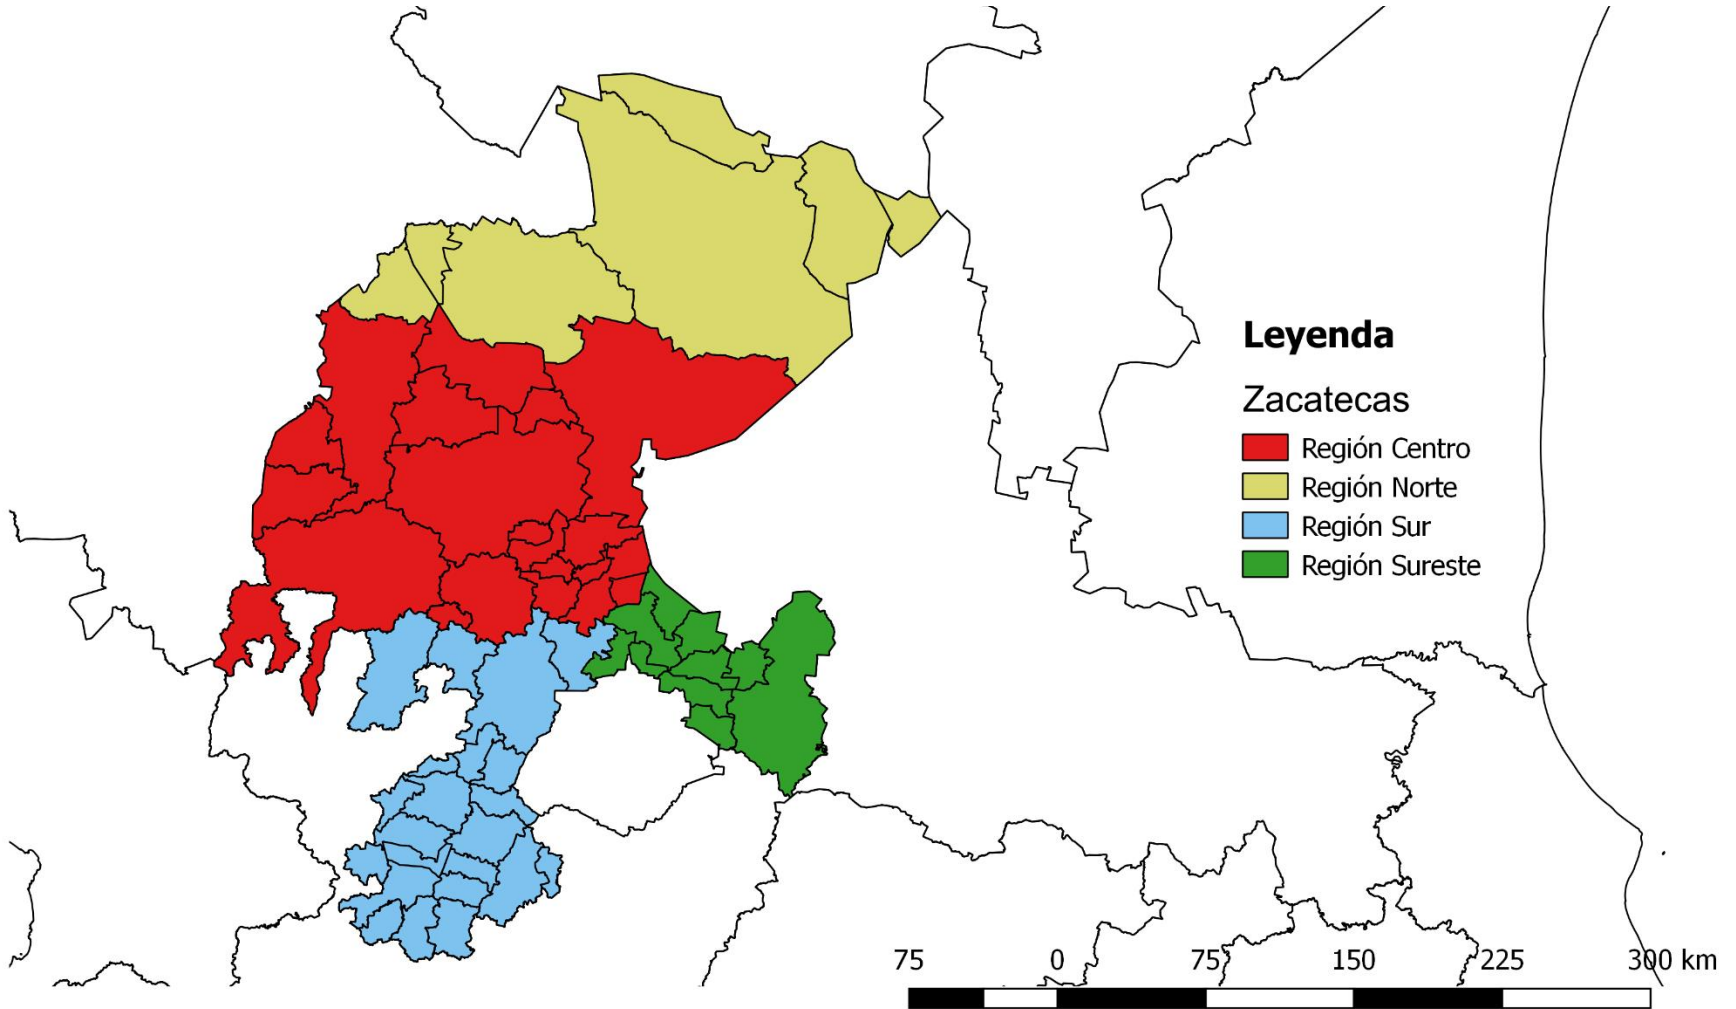 Leyenda
Zacatecas
Región Centro
Región Norte
Región Sur
Región Sureste
75 0 75 150 225 300 km